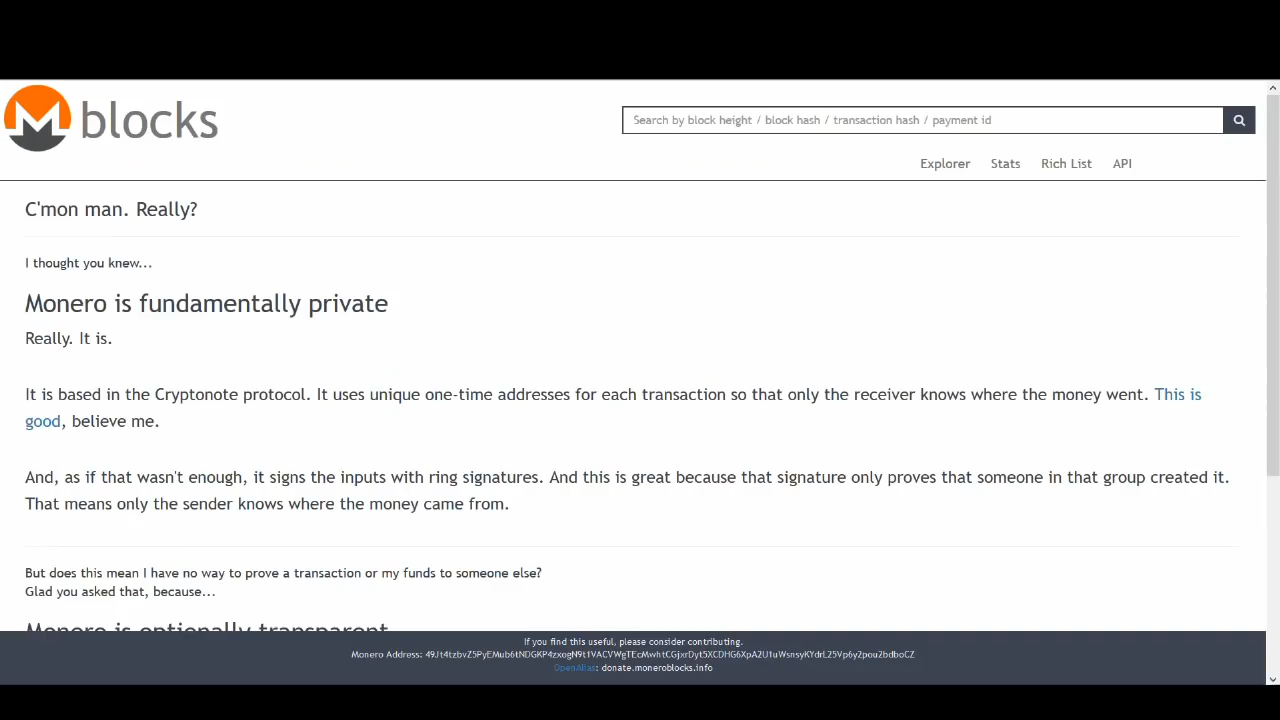 blocks
Search by block height / block hash / transaction hash / payment id
Explorer Stats Rich List API
C'mon man. Really?
I thought you knew...
Monero is fundamentally private
Really. It is.
It is based in the Cryptonote protocol. It uses unique one-time addresses for each transaction so that only the receiver knows where the money went. This is
good, believe me.
And, as if that wasn't enough, it signs the inputs with ring signatures. And this is great because that signature only proves that someone in that group created it.
That means only the sender knows where the money came from.
But does this mean I have no way to prove a transaction or my funds to someone else?
Glad you asked that, because...
Monero is optionally transparent
If you find this useful, please consider contributing.
Monero Address: 49Jt4tzbvZ5PyEMub6tNDGKP4zxogN9t1VACVWgTEcMwhtCGjxrDyt5XCDHG6XpA2U1uWsnsyKYdrL25Vp6y2pou2bdboCZ
OpenAlias: donate.moneroblocks.info